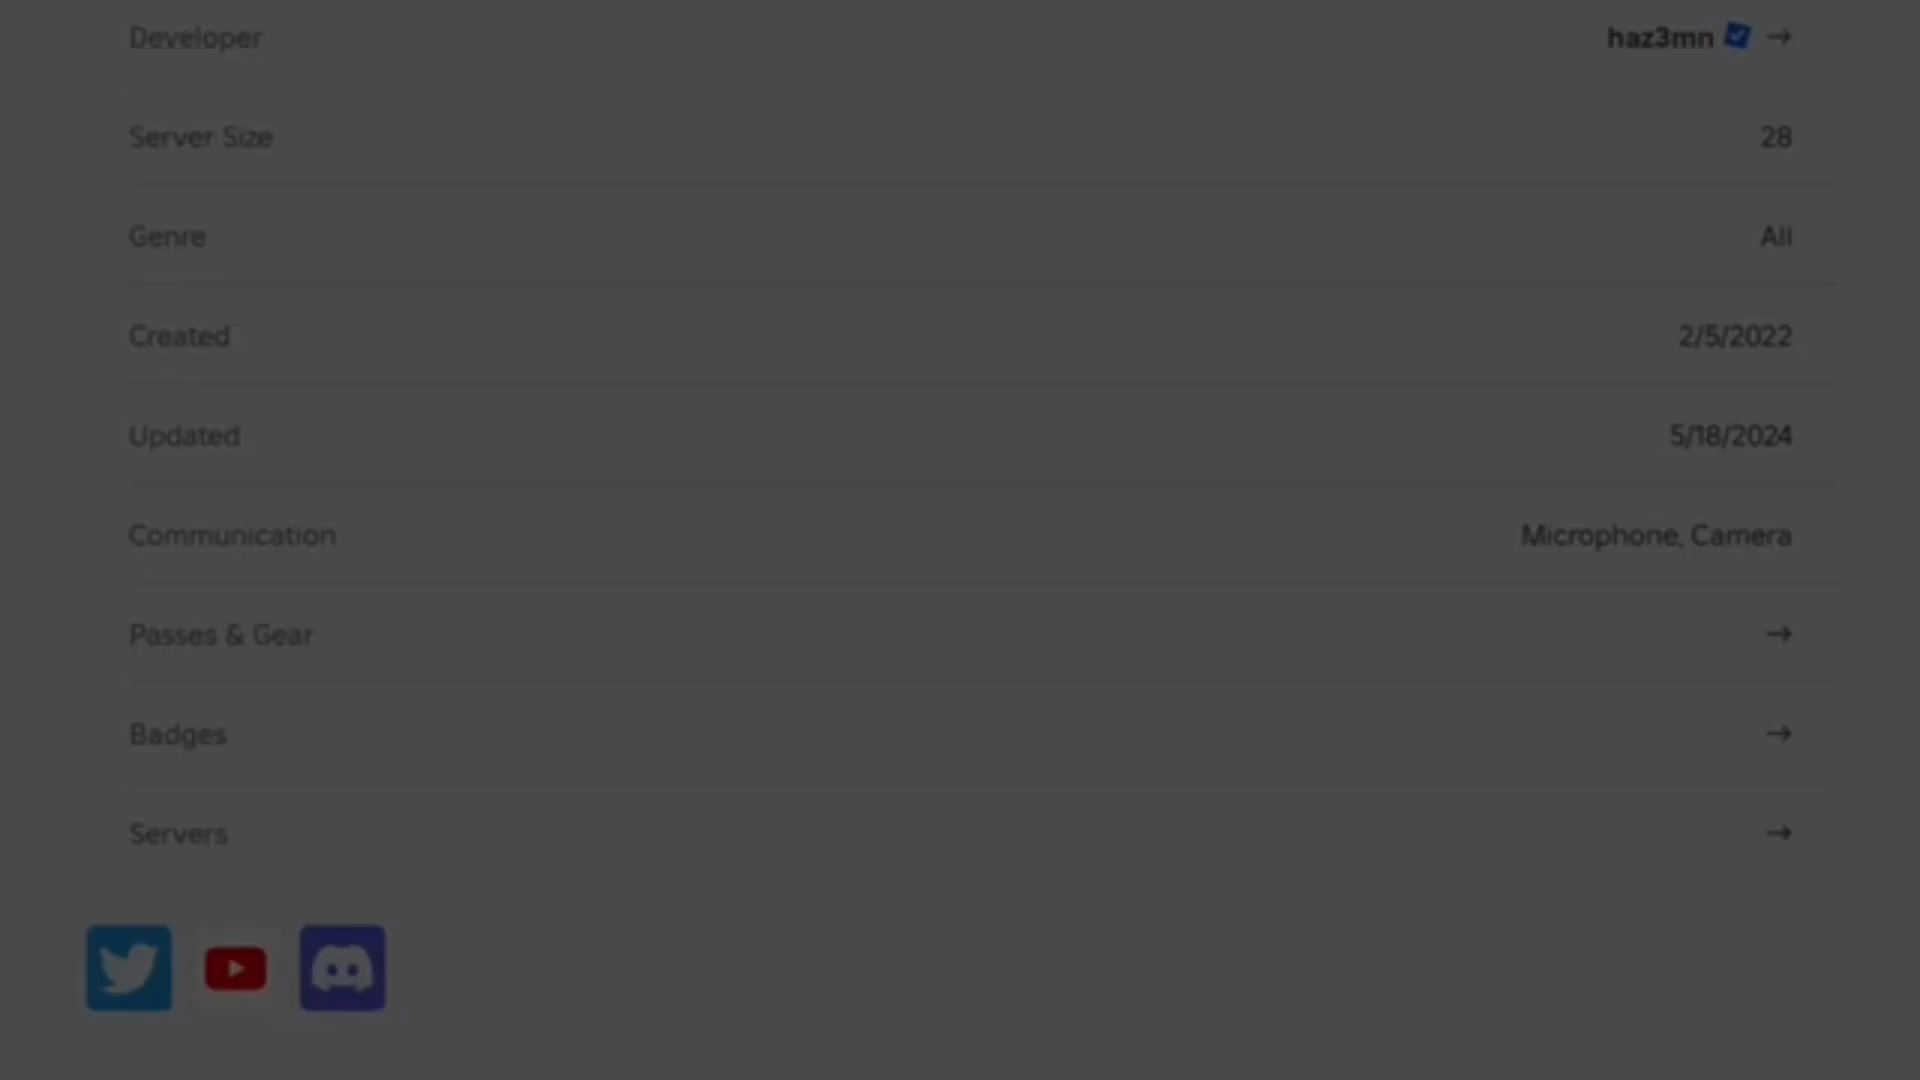 Developer haz3mn
Server Size 28
Genre All
Created 2/5/2022
Updated 5/18/2024
Communication Microphone, Camera
Passes & Gear
Badges
Servers